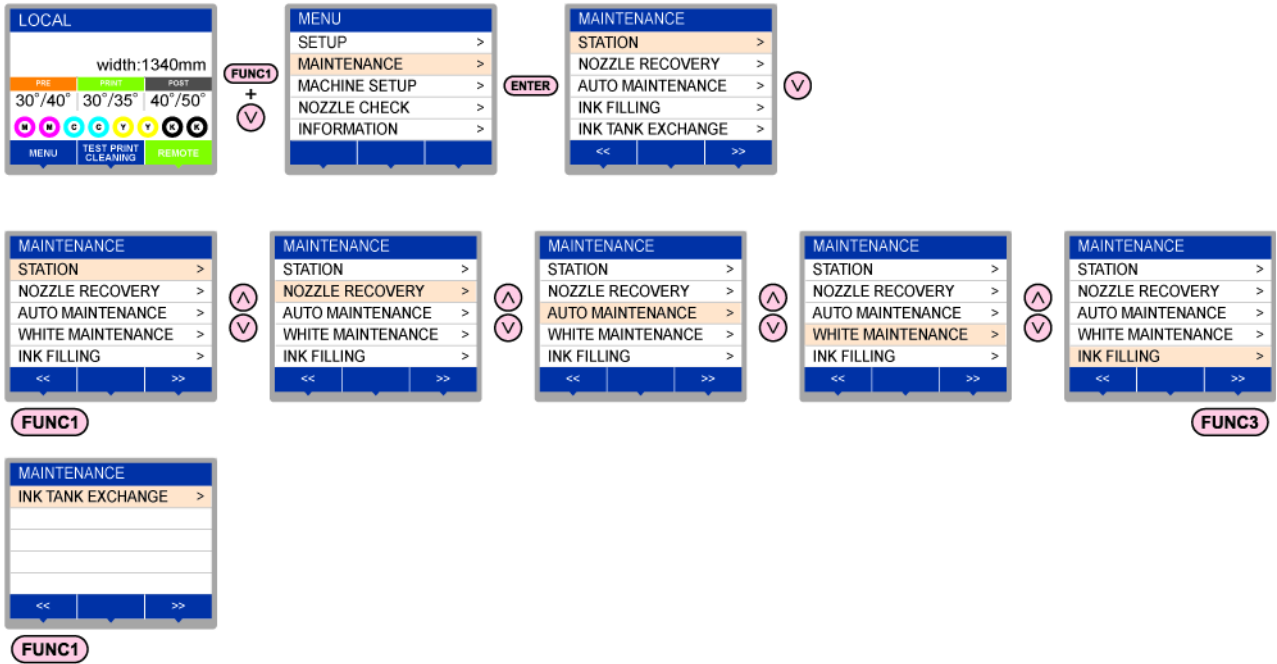 LOCAL
width:1340mm
PRE PRINT POST
30°/40° 30°/35° 40°/50°
M M C C Y Y K K
MENU TEST PRINT CLEANING REMOTE
FUNC1
+
MENU
SETUP >
MAINTENANCE >
MACHINE SETUP >
NOZZLE CHECK >
INFORMATION >
ENTER
MAINTENANCE
STATION >
NOZZLE RECOVERY >
AUTO MAINTENANCE >
INK FILLING >
INK TANK EXCHANGE >
<< >>
MAINTENANCE
STATION >
NOZZLE RECOVERY >
AUTO MAINTENANCE >
WHITE MAINTENANCE >
INK FILLING >
<< >>
FUNC1
MAINTENANCE
STATION >
NOZZLE RECOVERY >
AUTO MAINTENANCE >
WHITE MAINTENANCE >
INK FILLING >
<< >>
MAINTENANCE
STATION >
NOZZLE RECOVERY >
AUTO MAINTENANCE >
WHITE MAINTENANCE >
INK FILLING >
<< >>
MAINTENANCE
STATION >
NOZZLE RECOVERY >
AUTO MAINTENANCE >
WHITE MAINTENANCE >
INK FILLING >
<< >>
MAINTENANCE
STATION >
NOZZLE RECOVERY >
AUTO MAINTENANCE >
WHITE MAINTENANCE >
INK FILLING >
<< >>
FUNC3
MAINTENANCE
INK TANK EXCHANGE >
<< >>
FUNC1